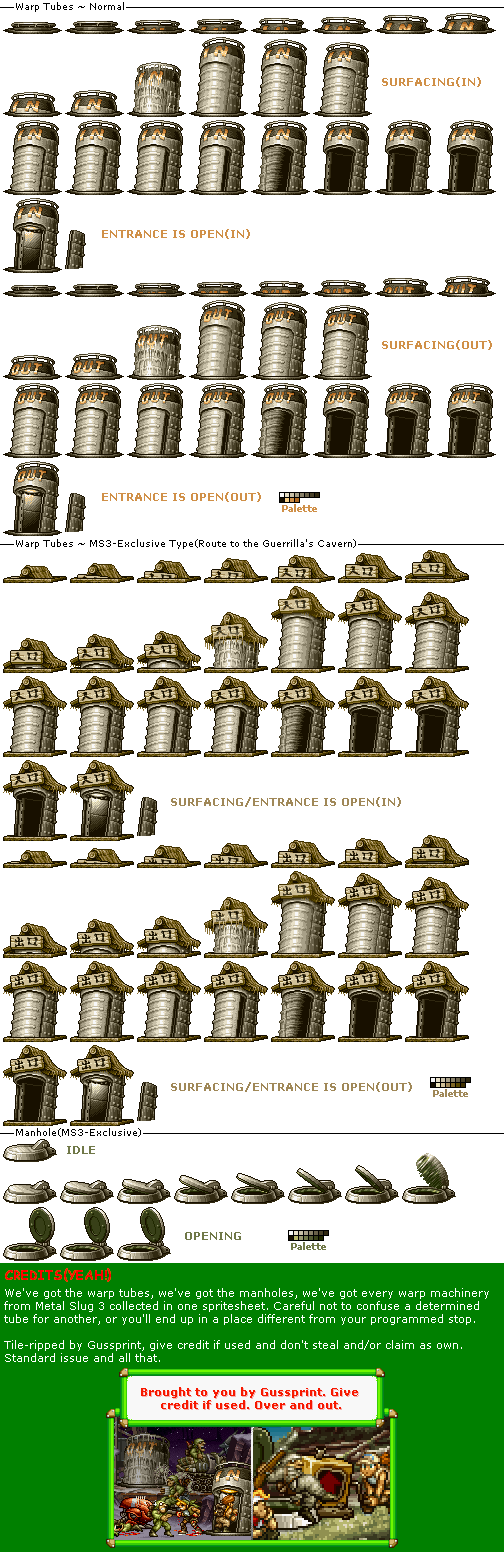 Warp Tubes ~ Normal
SURFACING(IN)
ENTRANCE IS OPEN(IN)
SURFACING(OUT)
ENTRANCE IS OPEN(OUT)
Palette
Warp Tubes ~ MS3-Exclusive Type(Route to the Guerrilla's Cavern)
入口
SURFACING/ENTRANCE IS OPEN(IN)
出口
SURFACING/ENTRANCE IS OPEN(OUT)
Palette
Manhole(MS3-Exclusive)
IDLE
OPENING
Palette
CREDITS(YEAH!)
We've got the warp tubes, we've got the manholes, we've got every warp machinery
from Metal Slug 3 collected in one spritesheet. Careful not to confuse a determined
tube for another, or you'll end up in a place different from your programmed stop.
Tile-ripped by Gussprint, give credit if used and don't steal and/or claim as own.
Standard issue and all that.
Brought to you by Gussprint. Give
credit if used. Over and out.